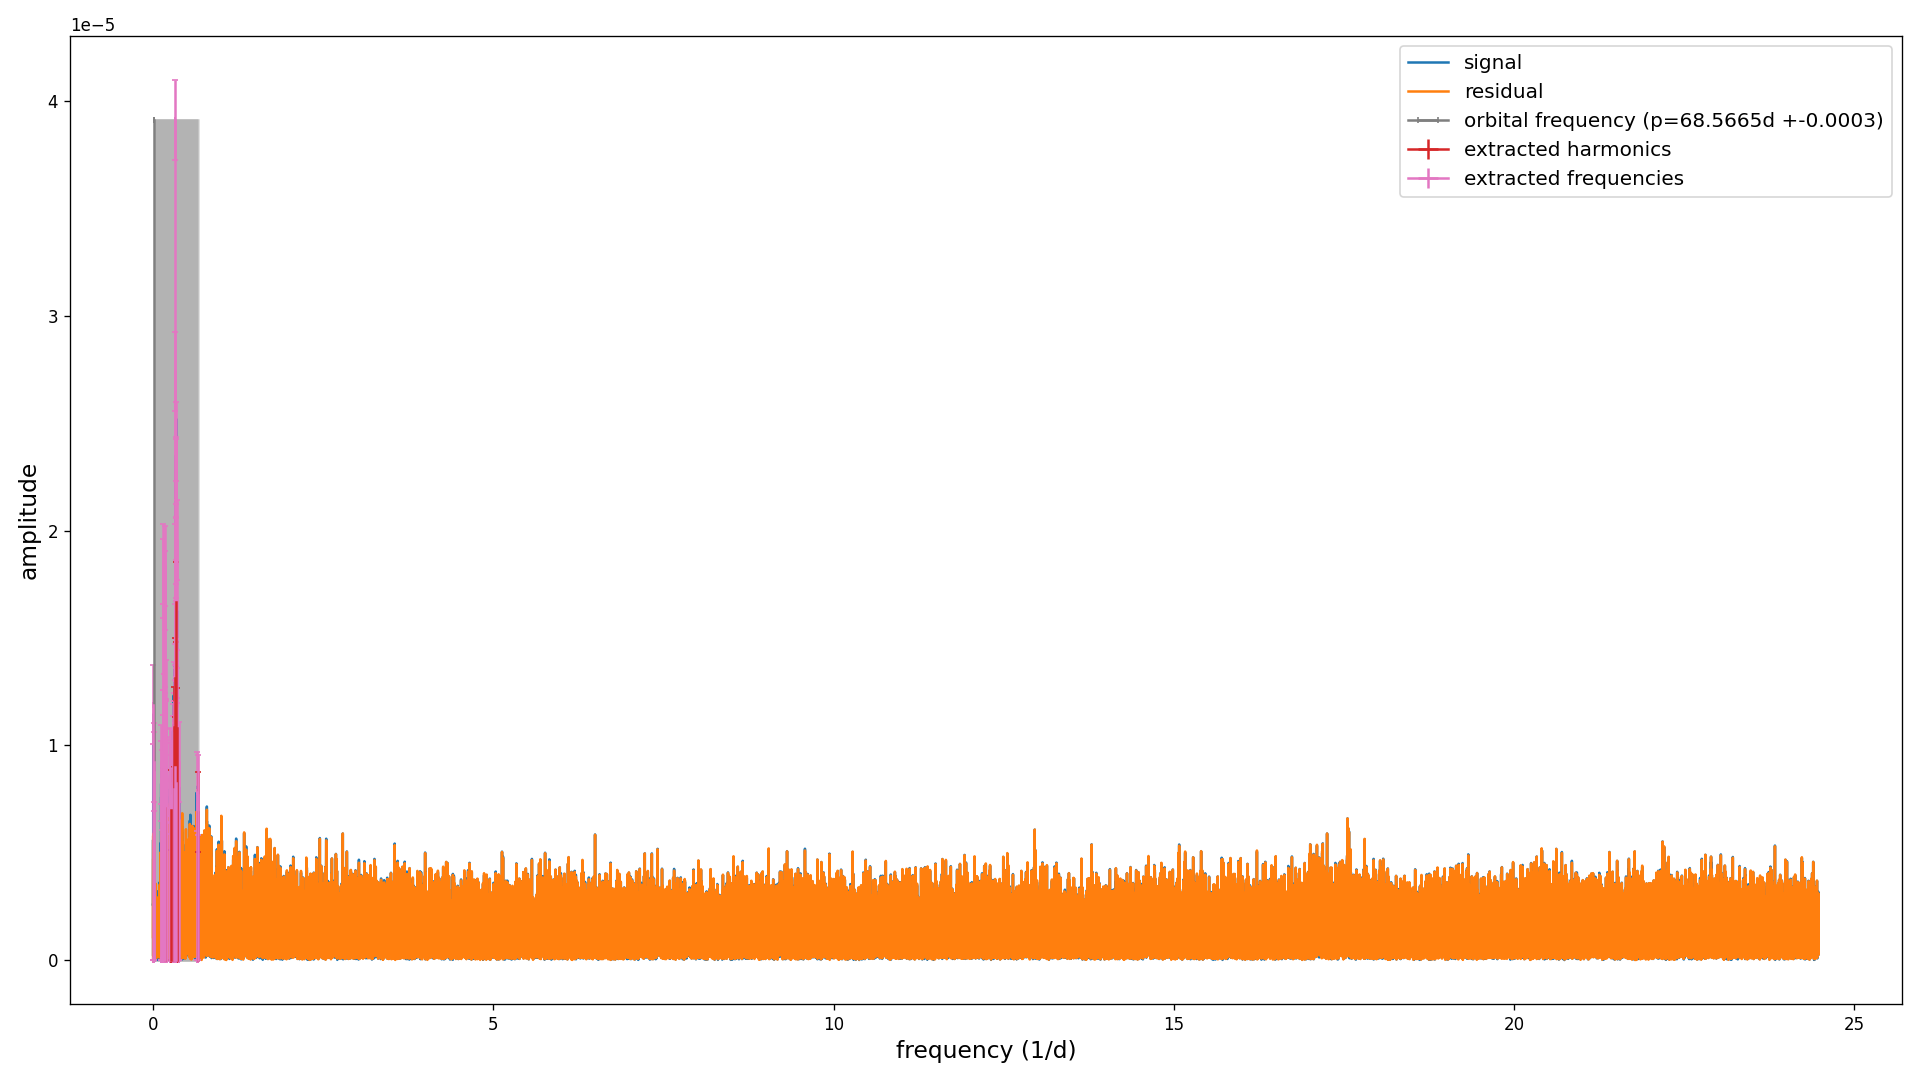 1e−5
signal
residual
orbital frequency (p=68.5665d +-0.0003)
extracted harmonics
extracted frequencies
4
3
2
1
0
amplitude
0 5 10 15 20 25
frequency (1/d)